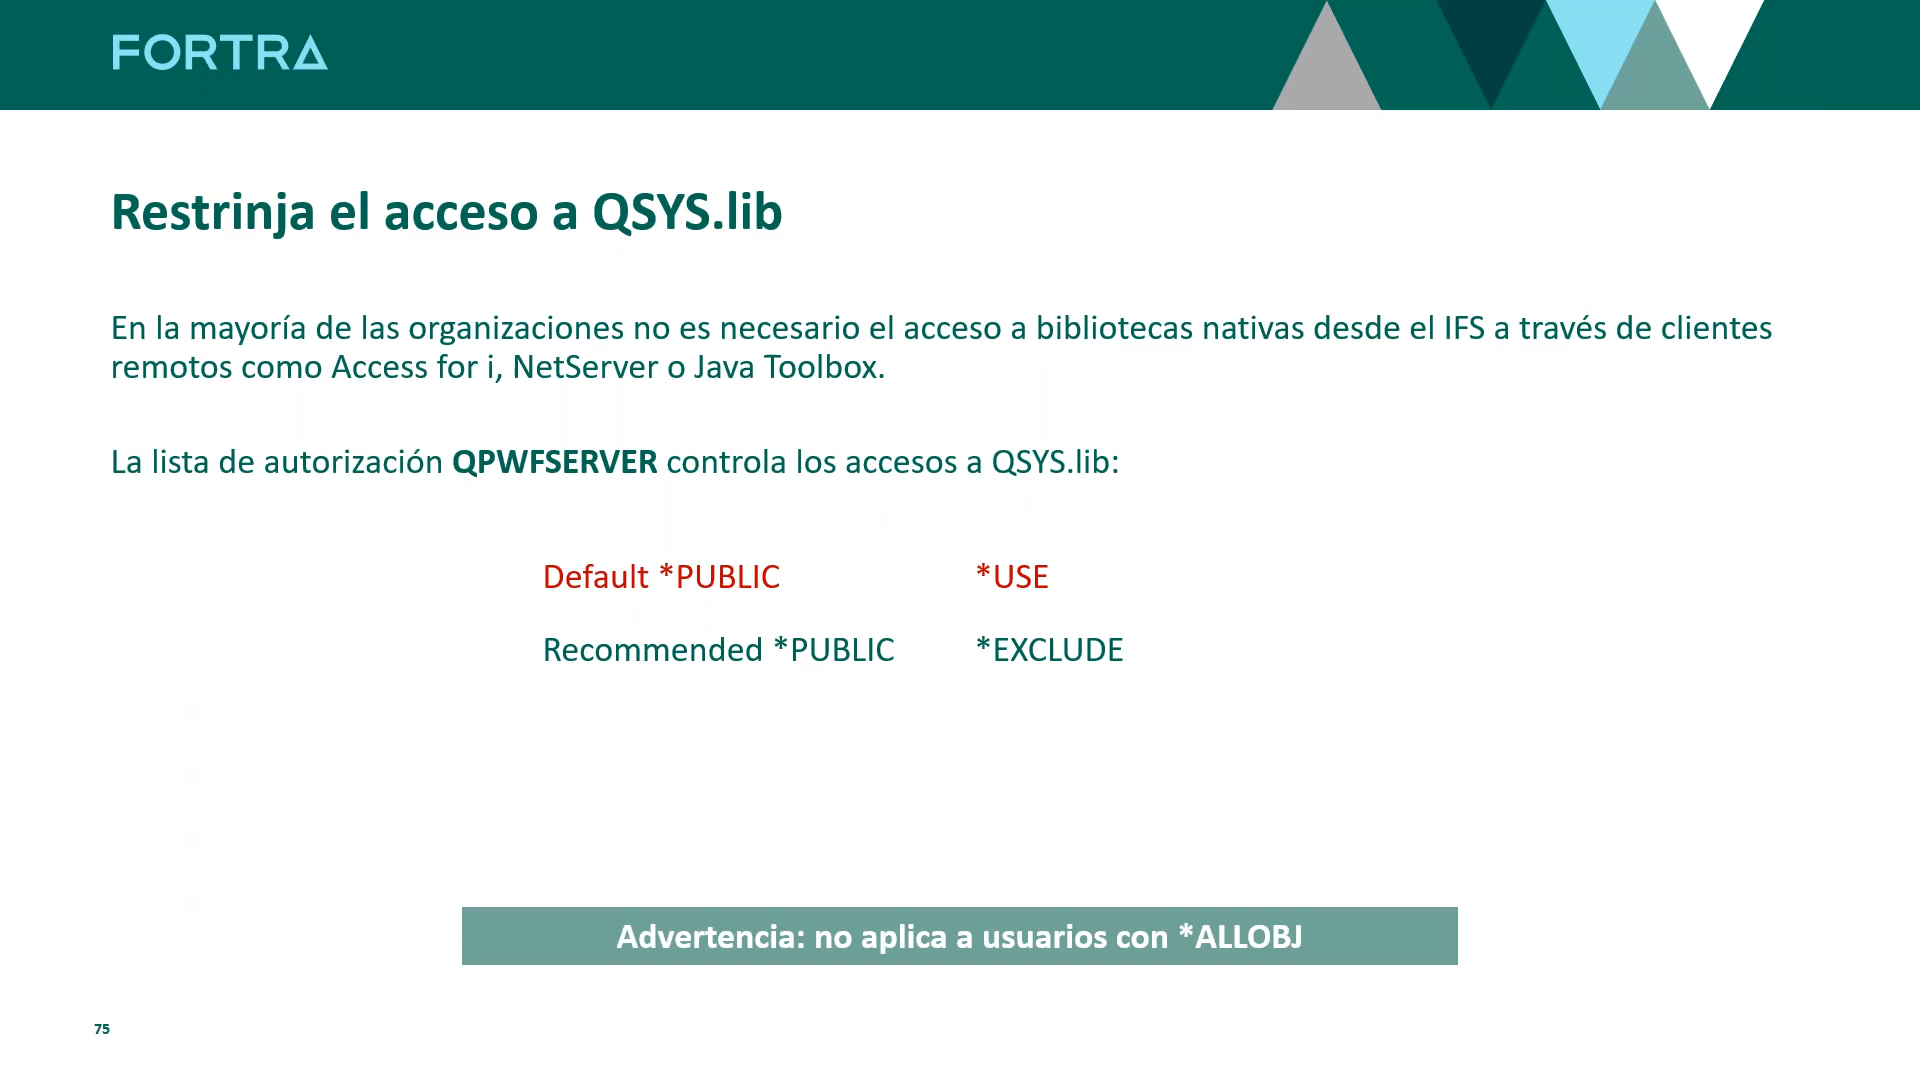 FORTRA
Restrinja el acceso a QSYS.lib
En la mayoría de las organizaciones no es necesario el acceso a bibliotecas nativas desde el IFS a través de clientes
remotos como Access for i, NetServer o Java Toolbox.
La lista de autorización QPWFSERVER controla los accesos a QSYS.lib:
Default *PUBLIC *USE
Recommended *PUBLIC *EXCLUDE
Advertencia: no aplica a usuarios con *ALLOBJ
75